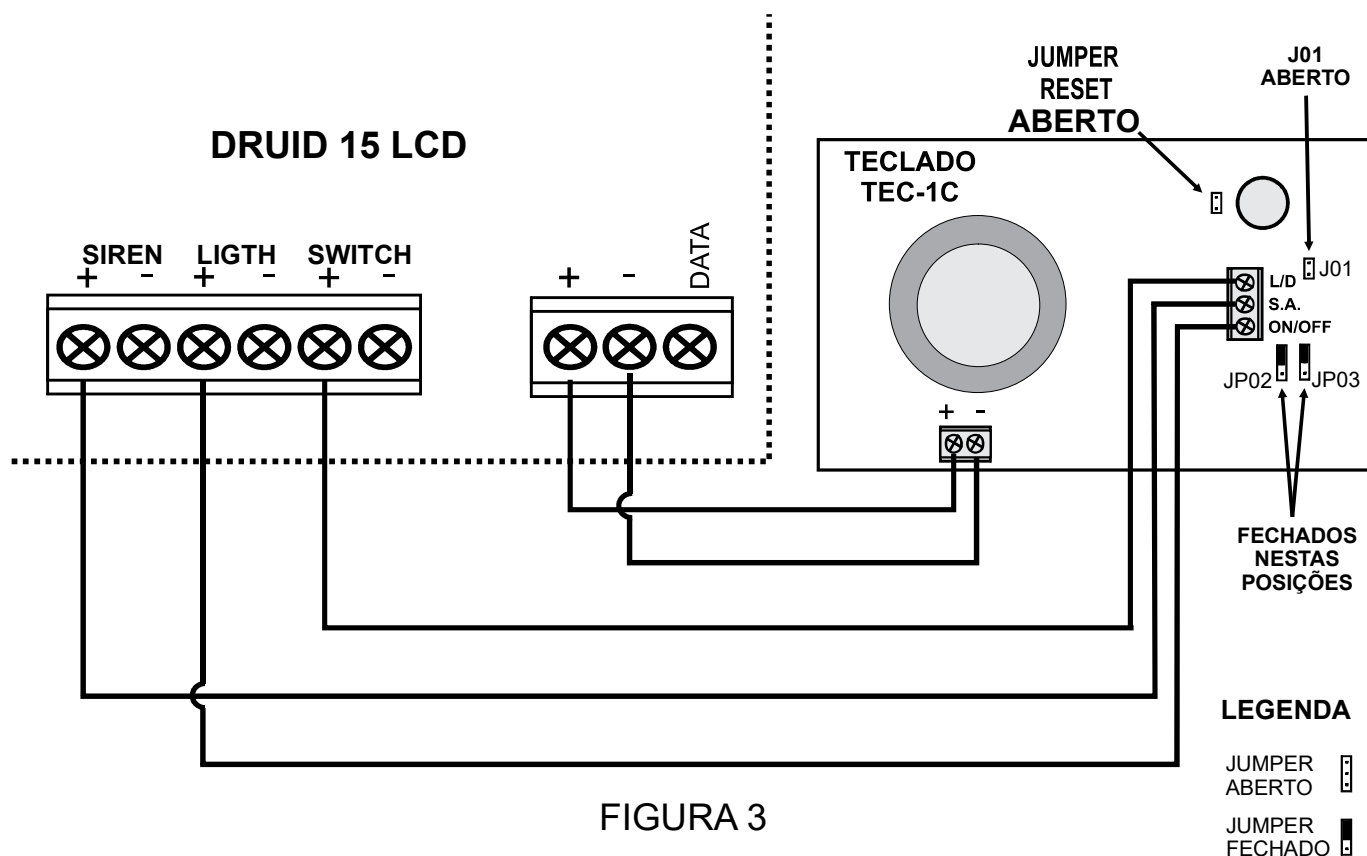 DRUID 15 LCD
SIREN LIGTH SWITCH
+ - + - + -
+ - DATA
JUMPER
RESET
ABERTO
J01
ABERTO
TECLADO
TEC-1C
J01
L/D
S.A.
ON/OFF
JP02 JP03
+ -
FECHADOS
NESTAS
POSIÇÕES
LEGENDA
JUMPER
ABERTO
JUMPER
FECHADO
FIGURA 3